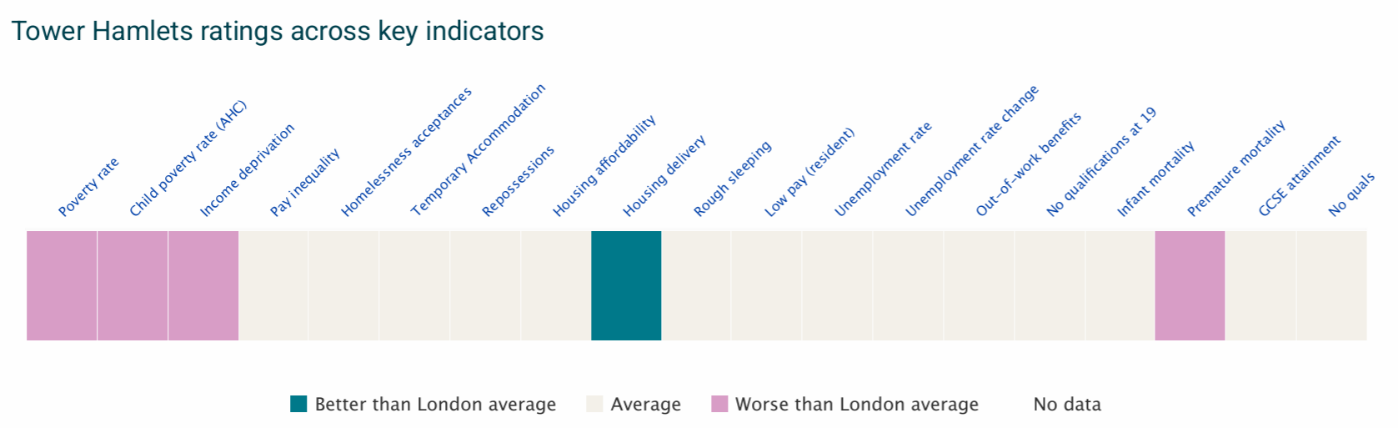 Tower Hamlets ratings across key indicators
Poverty rate
Child poverty rate (AHC)
Income deprivation
Pay inequality
Homelessness acceptances
Temporary Accommodation
Repossessions
Housing affordability
Housing delivery
Rough sleeping
Low pay (resident)
Unemployment rate
Unemployment rate change
Out-of-work benefits
No qualifications at 19
Infant mortality
Premature mortality
GCSE attainment
No quals
Better than London average
Average
Worse than London average
No data